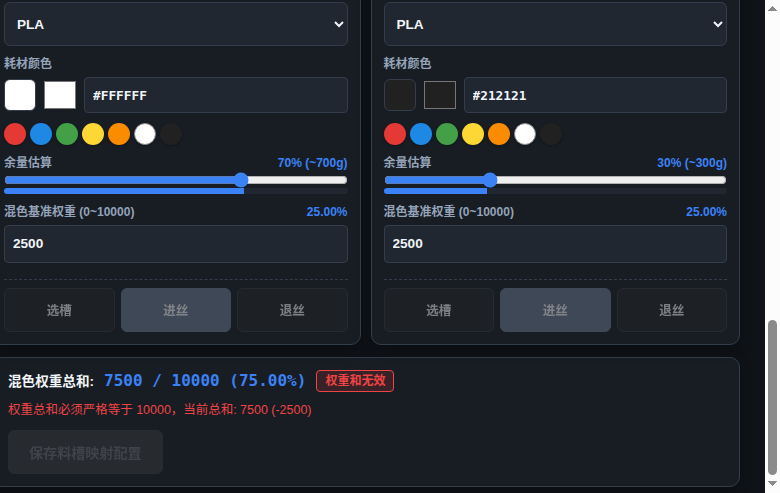 PLA
耗材颜色
#FFFFFF
余量估算 70% (~700g)
混色基准权重 (0~10000) 25.00%
2500
选槽 进丝 退丝
PLA
耗材颜色
#212121
余量估算 30% (~300g)
混色基准权重 (0~10000) 25.00%
2500
选槽 进丝 退丝
混色权重总和: 7500 / 10000 (75.00%) 权重和无效
权重总和必须严格等于 10000，当前总和: 7500 (-2500)
保存料槽映射配置